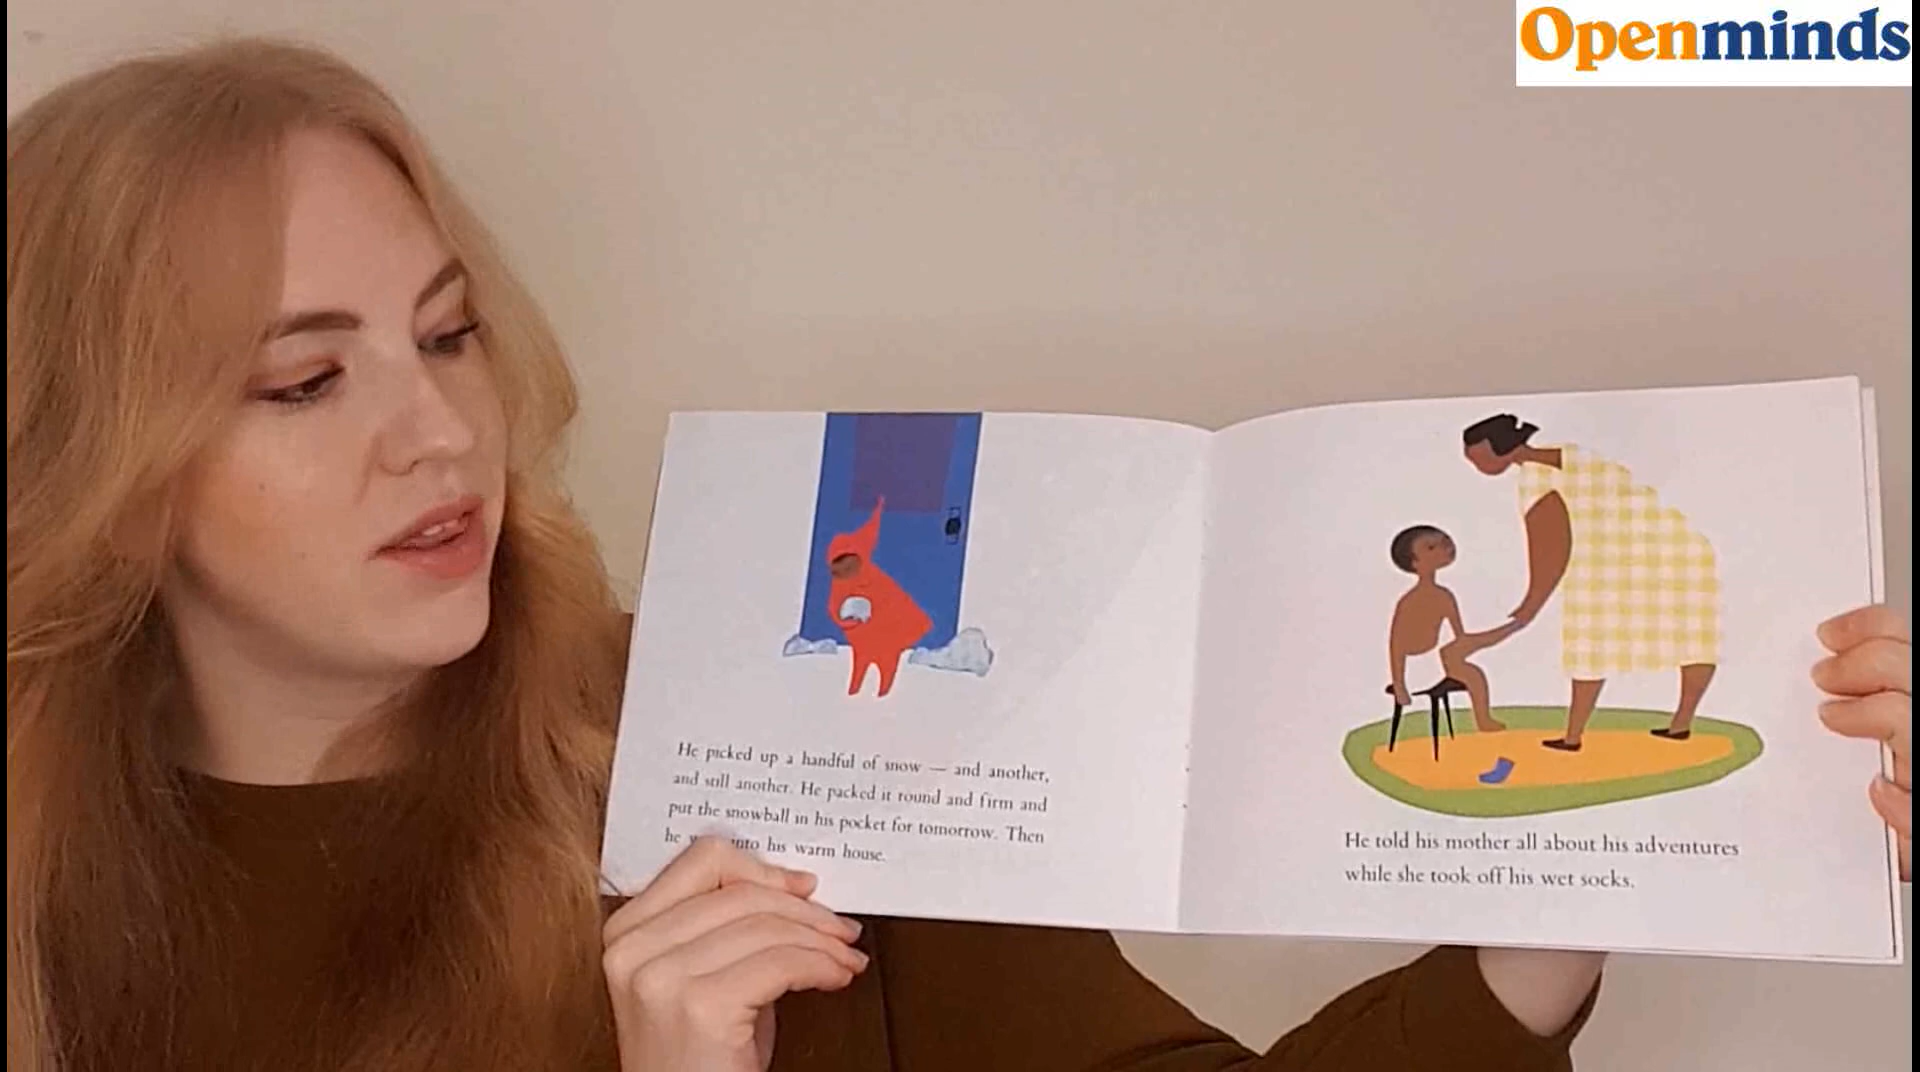 Openminds
He picked up a handful of snow — and another,
and still another. He packed it round and firm and
put the snowball in his pocket for tomorrow. Then
he into his warm house.
He told his mother all about his adventures
while she took off his wet socks.